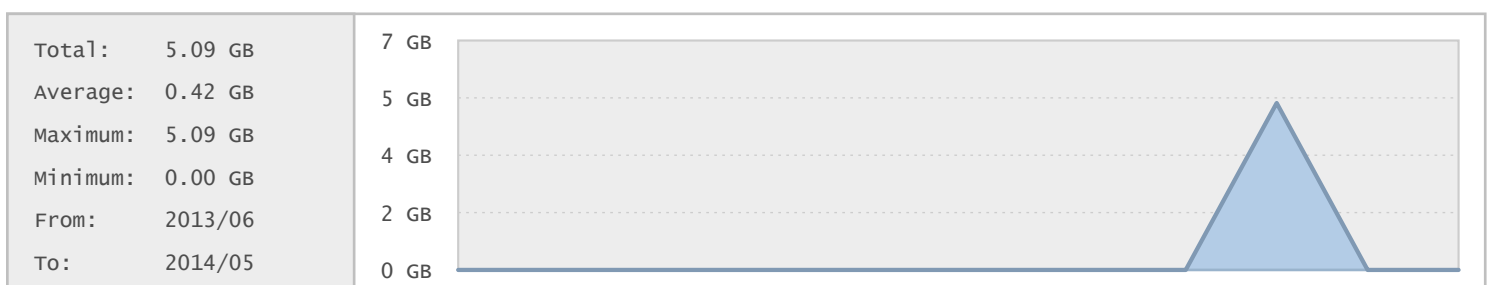 Total: 5.09 GB
Average: 0.42 GB
Maximum: 5.09 GB
Minimum: 0.00 GB
From: 2013/06
To: 2014/05
7 GB
5 GB
4 GB
2 GB
0 GB